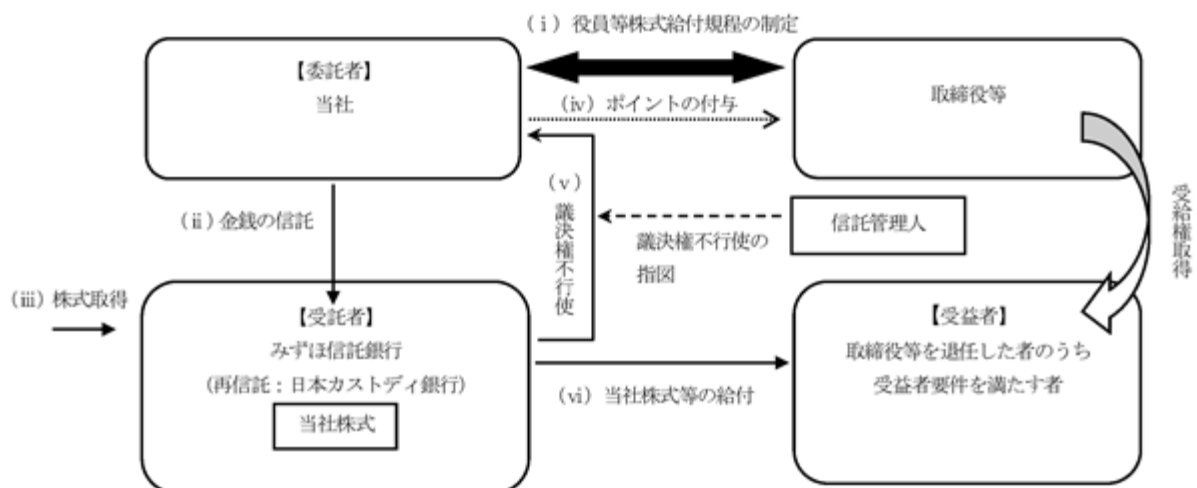 (ⅰ) 役員等株式給付規程の制定
【委託者】
当社
(ⅳ) ポイントの付与
取締役等
(ⅱ) 金銭の信託
(ⅴ)
議決権不行使
議決権不行使の
指図
信託管理人
受給権取得
(ⅲ) 株式取得
【受託者】
みずほ信託銀行
(再信託:日本カストディ銀行)
当社株式
(ⅵ) 当社株式等の給付
【受益者】
取締役等を退任した者のうち
受益者要件を満たす者